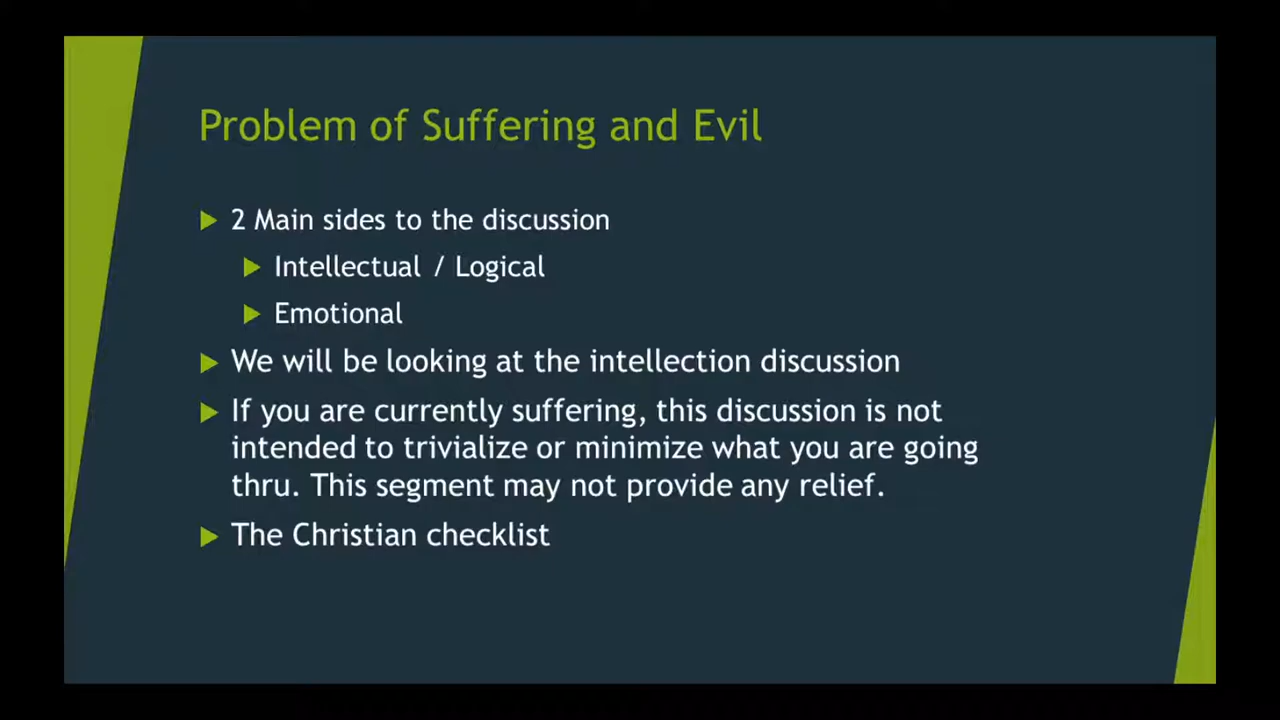 Problem of Suffering and Evil
2 Main sides to the discussion
Intellectual / Logical
Emotional
We will be looking at the intellection discussion
If you are currently suffering, this discussion is not
intended to trivialize or minimize what you are going
thru. This segment may not provide any relief.
The Christian checklist